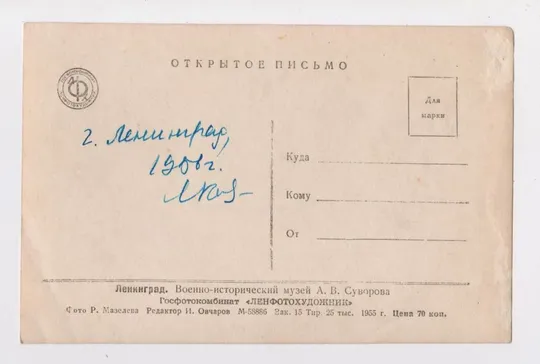 ОТКРЫТОЕ ПИСЬМО
Для
марки
г. Ленинград,
Куда
Кому
От
Ленинград. Военно-исторический музей А. В. Суворова
Госфотокомбинат «ЛЕНФОТОХУДОЖНИК»
Фото Р. Мазелева Редактор И. Овчаров М-58866 Зак. 15 Тир 25 тыс. 1955 г. Цена 70 коп.